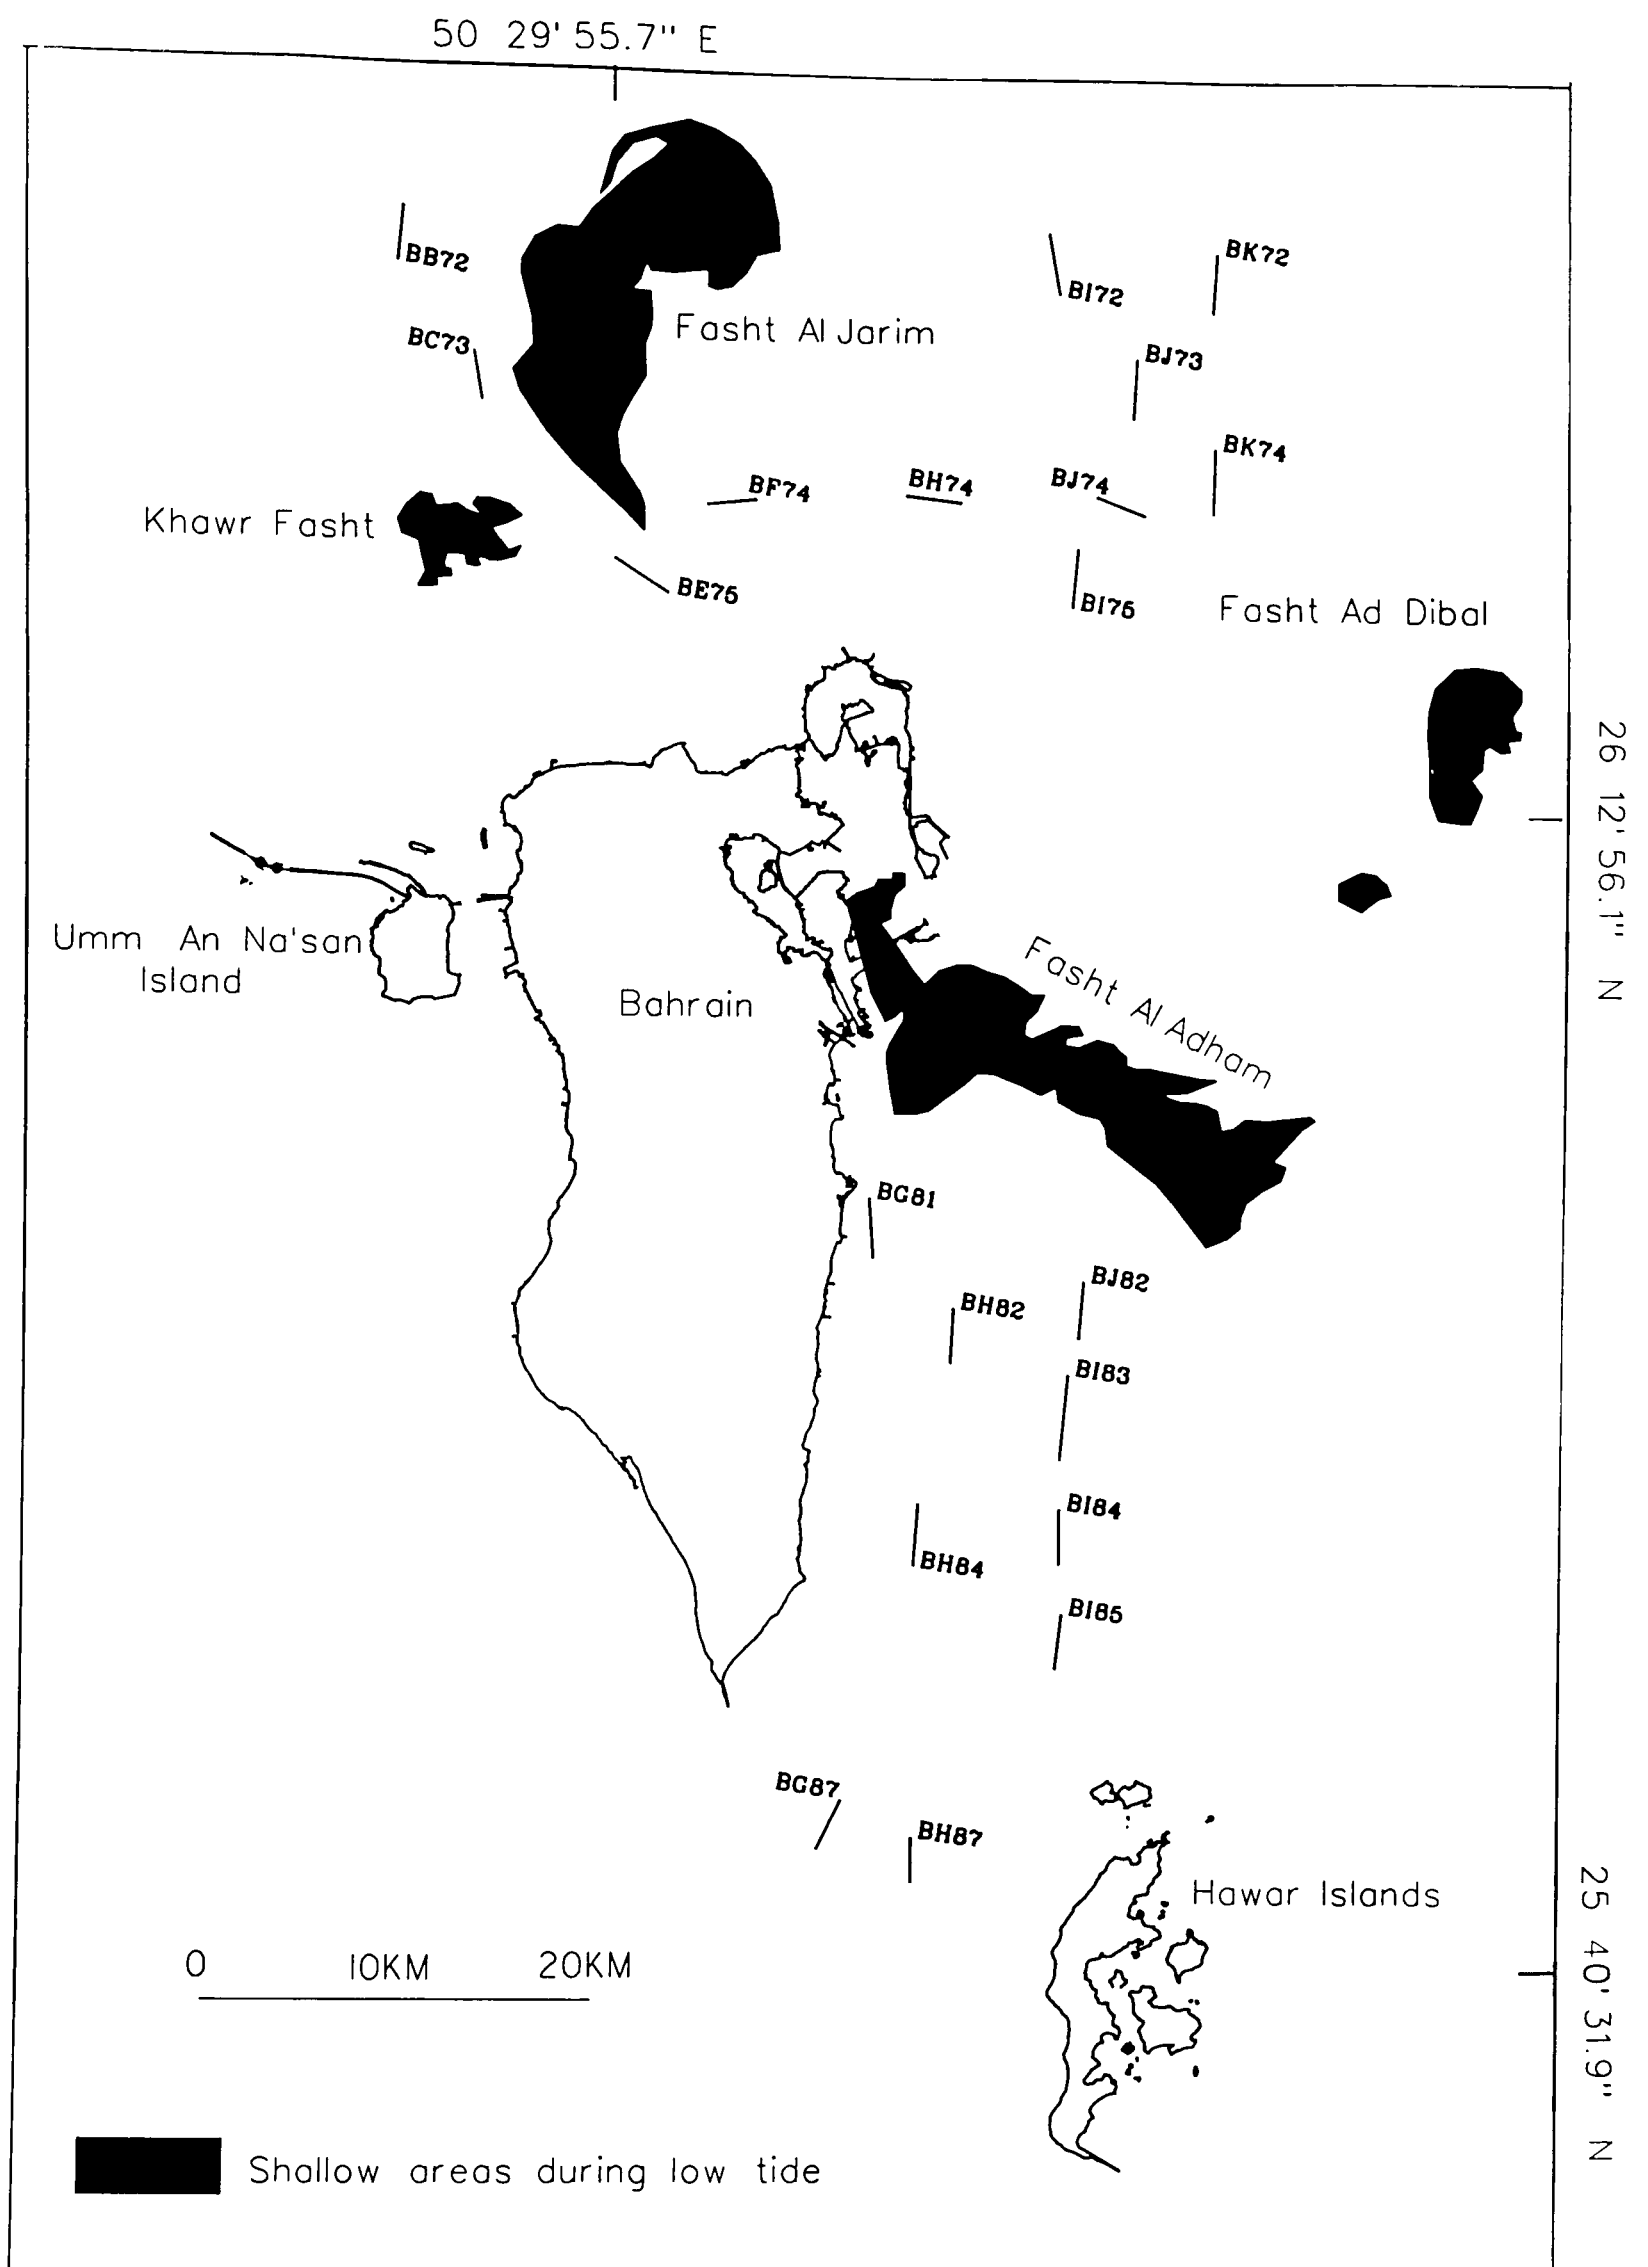 50 29' 55.7" E
BB72
BK72
BI72
Fasht Al Jarim
BC73
BJ73
BK74
BF74
BH74
BJ74
Khawr Fasht
BE75
BI75
Fasht Ad Dibal
26 12' 56.1" N
Umm An Na'san
Island
Bahrain
Fasht Al Adham
BG81
BJ82
BH82
BI83
BI84
BH84
BI85
BG87
BH87
Hawar Islands
25 40' 31.9" N
0 10KM 20KM
Shallow areas during low tide